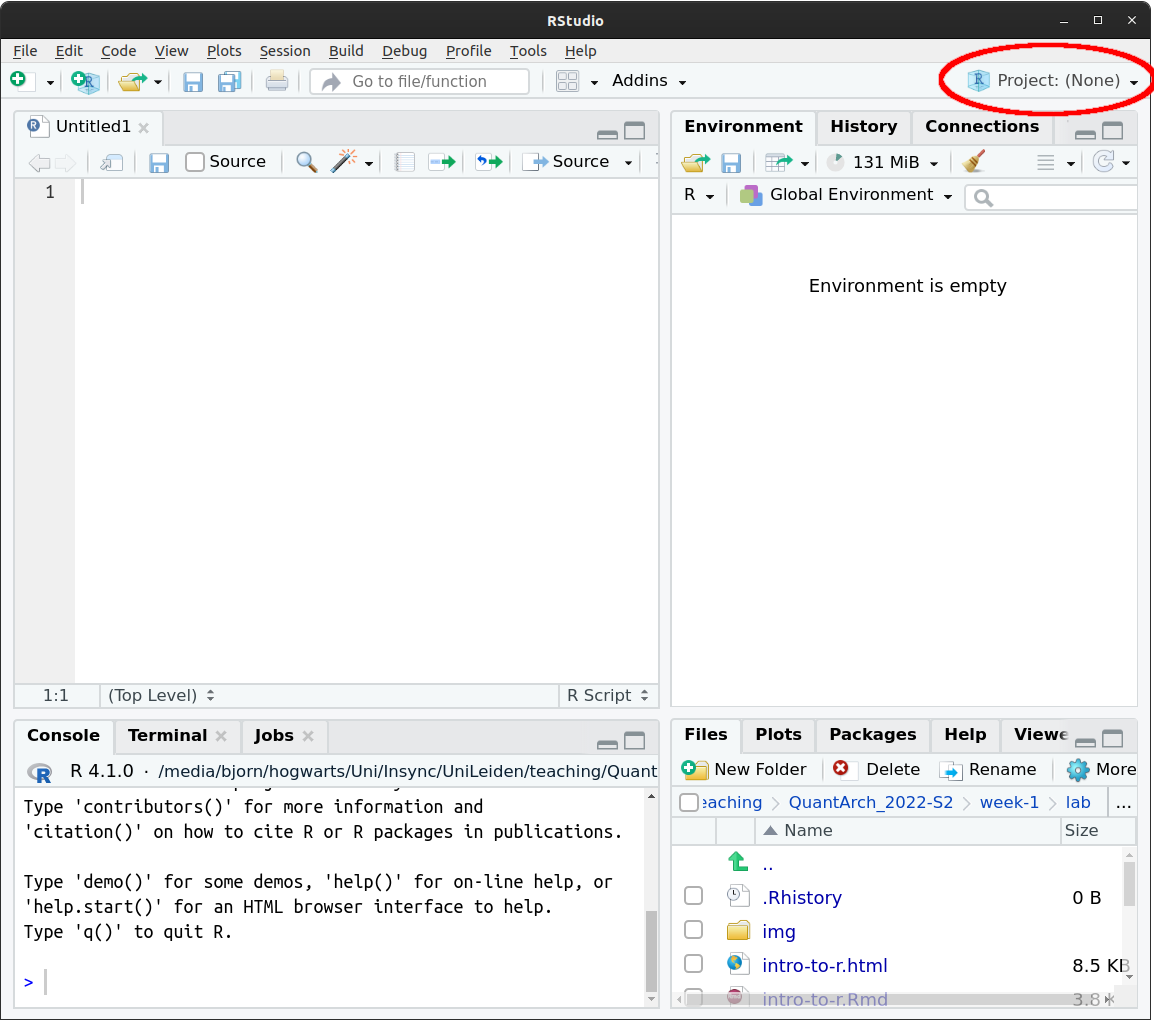 RStudio
File Edit Code View Plots Session Build Debug Profile Tools Help
Go to file/function Addins Project: (None)
Untitled1
Source Source
1
1:1 (Top Level) R Script
Environment History Connections
131 MiB
R Global Environment
Environment is empty
Console Terminal Jobs
R 4.1.0 · /media/bjorn/hogwarts/Uni/Insync/UniLeiden/teaching/Quant
Type 'contributors()' for more information and
'citation()' on how to cite R or R packages in publications.
Type 'demo()' for some demos, 'help()' for on-line help, or
'help.start()' for an HTML browser interface to help.
Type 'q()' to quit R.
>
Files Plots Packages Help Viewe
New Folder Delete Rename More
eaching QuantArch_2022-S2 week-1 lab ...
Name Size
..
.Rhistory 0 B
img
intro-to-r.html 8.5 KB
intro-to-r.Rmd 3.8 K